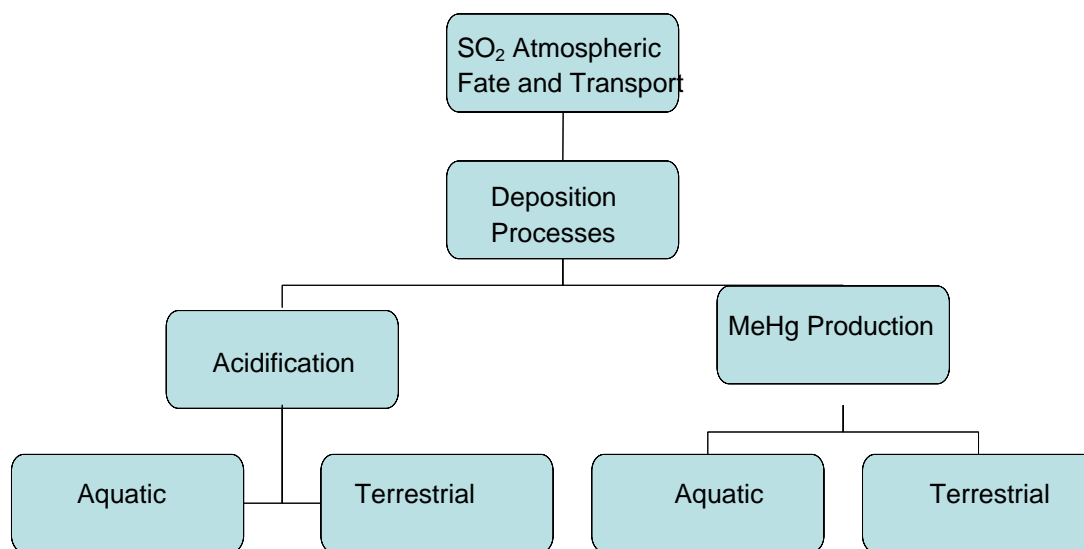 SO₂ Atmospheric
Fate and Transport
Deposition
Processes
MeHg Production
Acidification
Aquatic
Terrestrial
Aquatic
Terrestrial